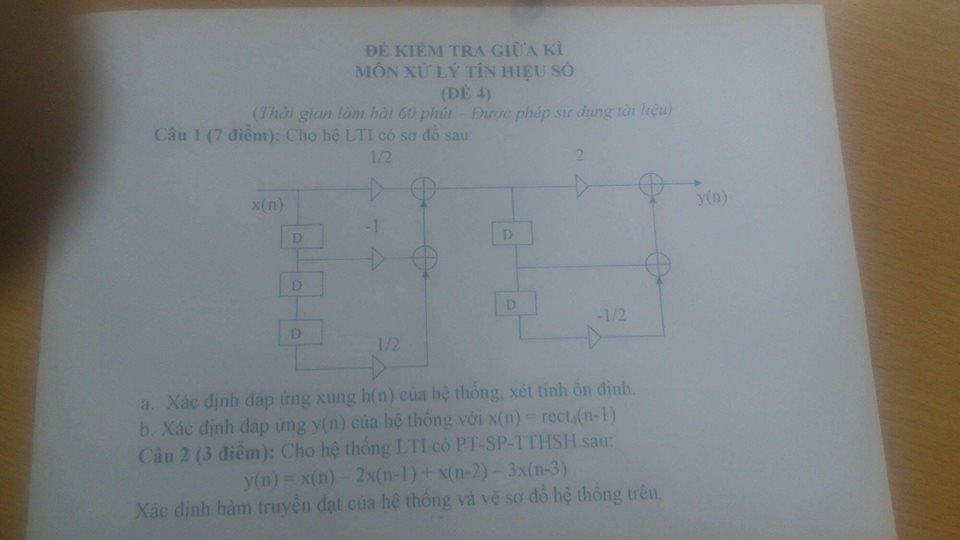 ĐỀ KIỂM TRA GIỮA KÌ
MÔN XỬ LÝ TÍN HIỆU SỐ
(ĐỀ 4)
(Thời gian làm bài 60 phút – Được phép sử dụng tài liệu)
Câu 1 (7 điểm): Cho hệ LTI có sơ đồ sau:
1/2 2
x(n) y(n)
-1
D D
D D
-1/2
D
1/2
a. Xác định đáp ứng xung h(n) của hệ thống, xét tính ổn định.
b. Xác định đáp ứng y(n) của hệ thống với x(n) = rect₄(n-1)
Câu 2 (3 điểm): Cho hệ thống LTI có PT-SP-TTHSH sau:
y(n) = x(n) – 2x(n-1) + x(n-2) – 3x(n-3)
Xác định hàm truyền đạt của hệ thống và vẽ sơ đồ hệ thống trên.